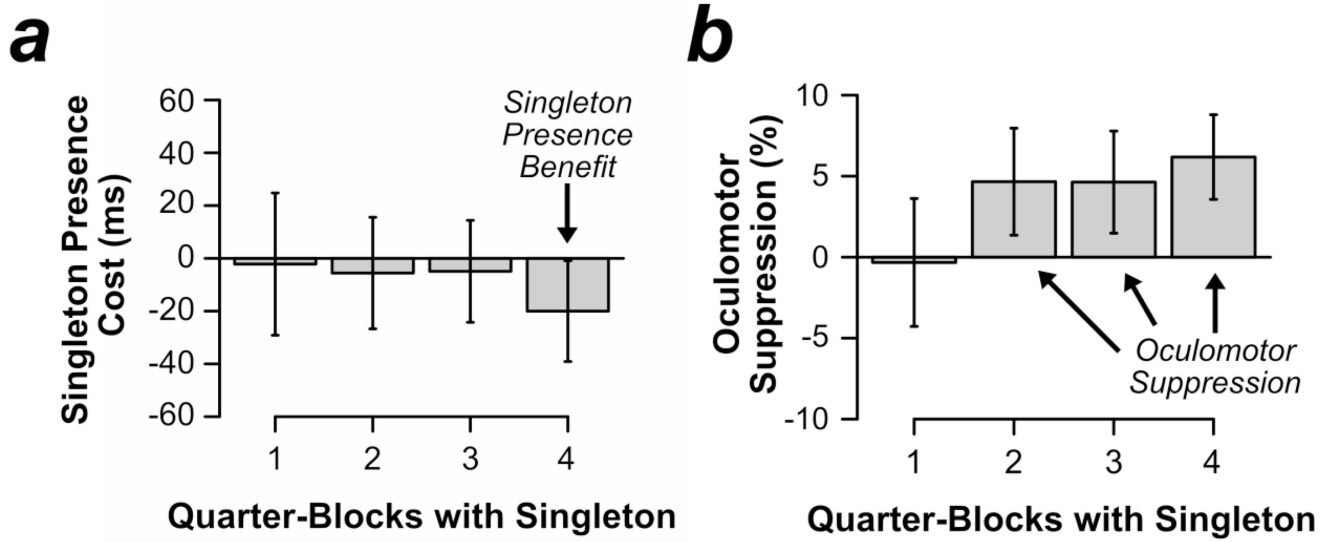 a
Singleton Presence
Cost (ms)
60
40
20
0
-20
-40
-60
Singleton
Presence
Benefit
1 2 3 4
Quarter-Blocks with Singleton
b
Oculomotor
Suppression (%)
10
5
0
-5
-10
Oculomotor
Suppression
1 2 3 4
Quarter-Blocks with Singleton